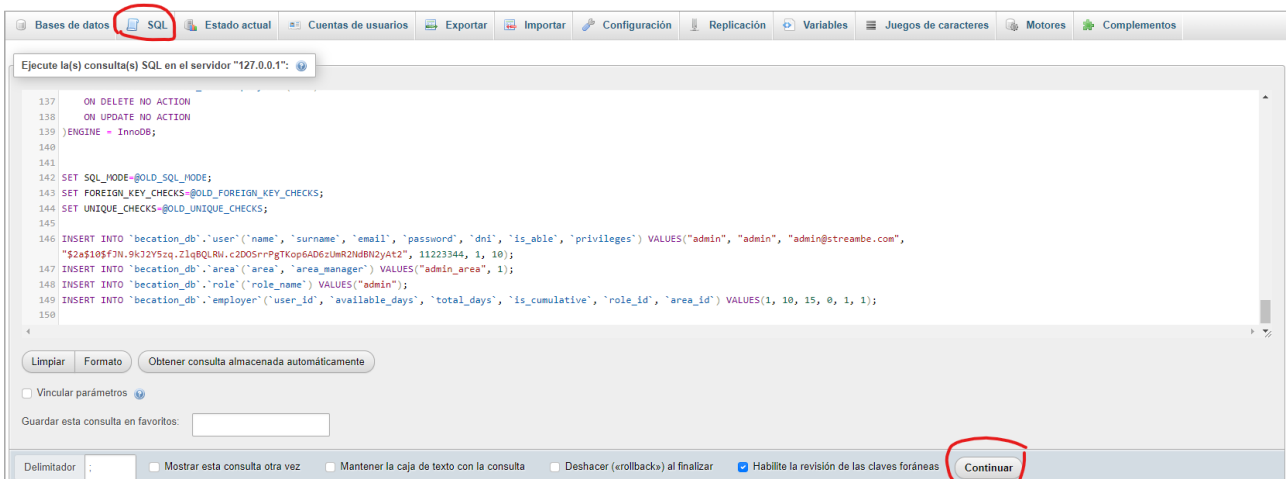 Bases de datos SQL Estado actual Cuentas de usuarios Exportar Importar Configuración Replicación Variables Juegos de caracteres Motores Complementos
Ejecute la(s) consulta(s) SQL en el servidor "127.0.0.1":
137 ON DELETE NO ACTION
138 ON UPDATE NO ACTION
139 )ENGINE = InnoDB;
140
141
142 SET SQL_MODE=@OLD_SQL_MODE;
143 SET FOREIGN_KEY_CHECKS=@OLD_FOREIGN_KEY_CHECKS;
144 SET UNIQUE_CHECKS=@OLD_UNIQUE_CHECKS;
145
146 INSERT INTO `becation_db`.`user`(`name`, `surname`, `email`, `password`, `dni`, `is_able`, `privileges`) VALUES("admin", "admin", "admin@streambe.com",
"$2a$10$fJN.9kJ2Y5zq.ZlqBQLRW.c2DOSrrPgTKop6AD6zUmR2NdBN2yAt2", 11223344, 1, 10);
147 INSERT INTO `becation_db`.`area`(`area`, `area_manager`) VALUES("admin_area", 1);
148 INSERT INTO `becation_db`.`role`(`role_name`) VALUES("admin");
149 INSERT INTO `becation_db`.`employer`(`user_id`, `available_days`, `total_days`, `is_cumulative`, `role_id`, `area_id`) VALUES(1, 10, 15, 0, 1, 1);
150
Limpiar Formato Obtener consulta almacenada automáticamente
Vincular parámetros
Guardar esta consulta en favoritos:
Delimitador ; Mostrar esta consulta otra vez Mantener la caja de texto con la consulta Deshacer («rollback») al finalizar Habilite la revisión de las claves foráneas Continuar